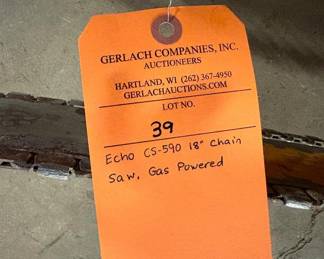 GERLACH COMPANIES, INC.
AUCTIONEERS
HARTLAND, WI (262) 367-4950
GERLACHAUCTIONS.COM
LOT NO.
39
Echo CS-590 18" Chain
Saw, Gas Powered